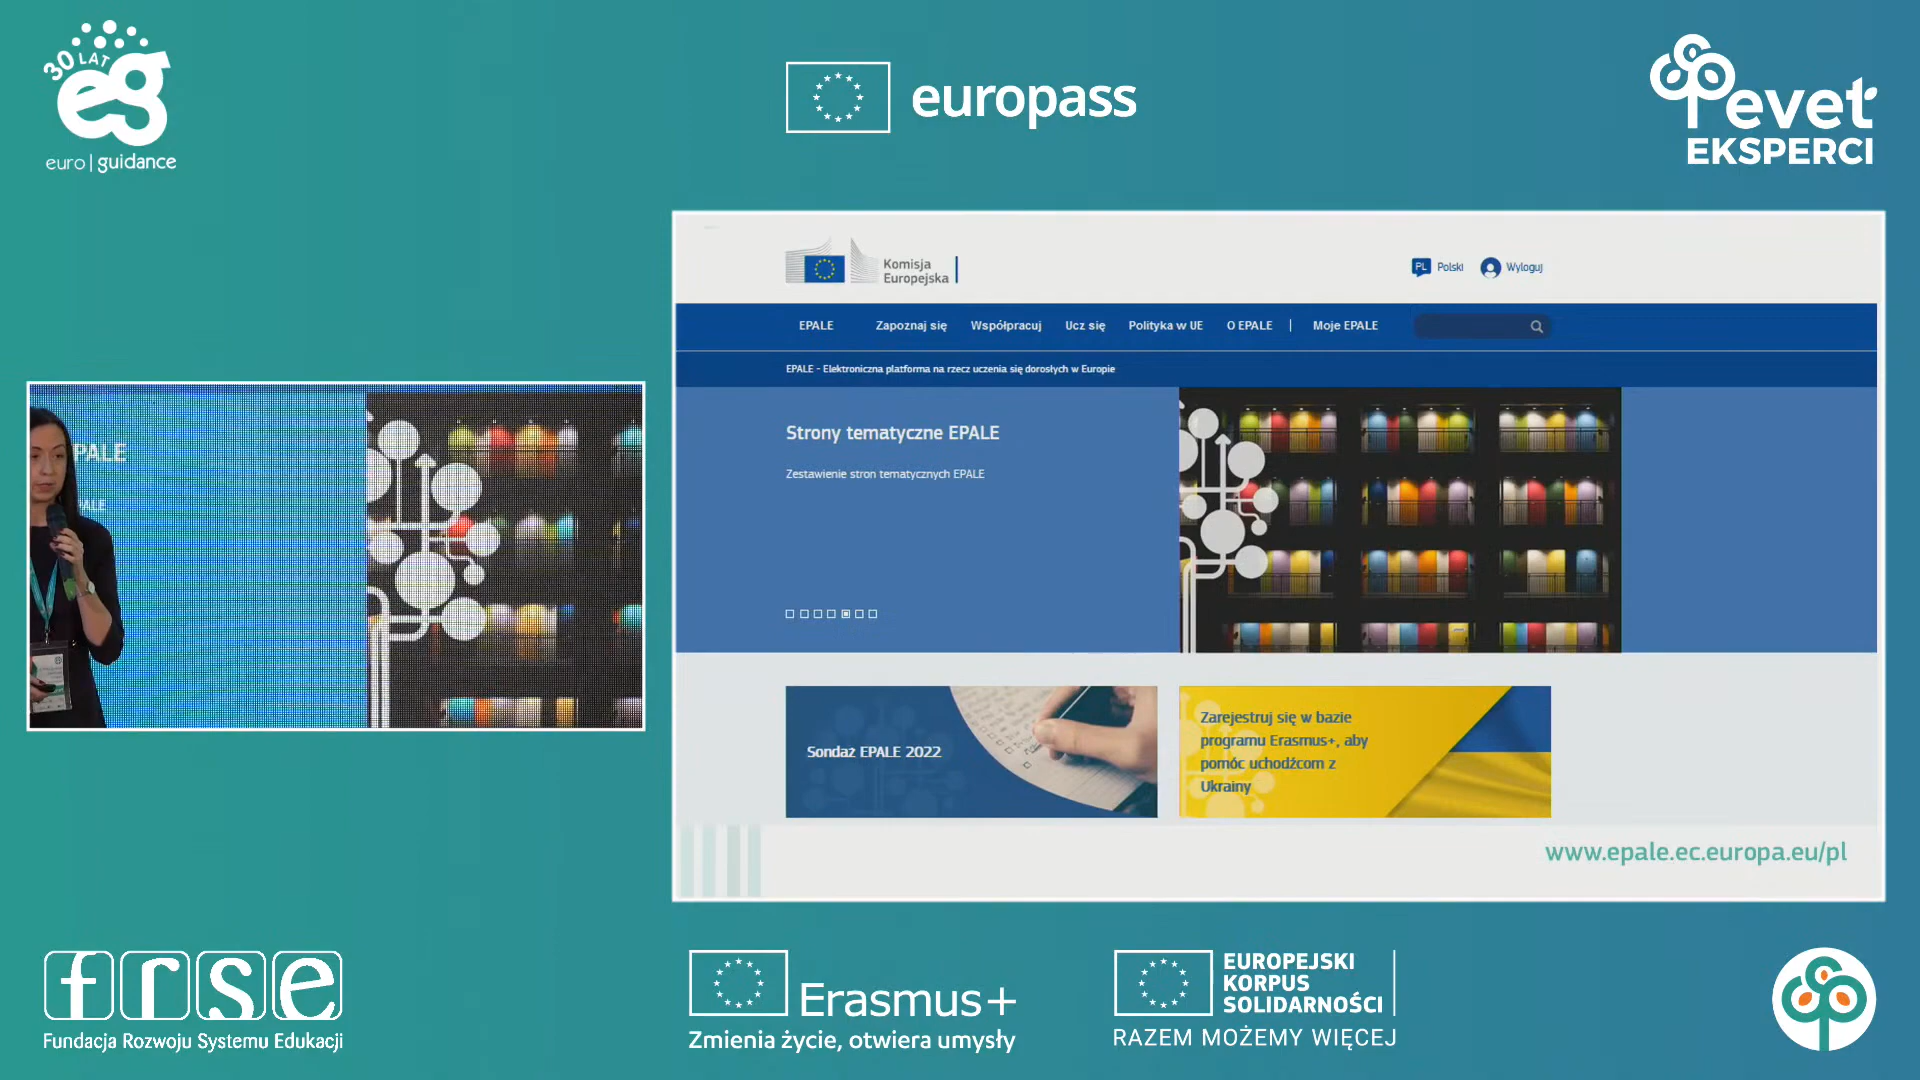 30 LAT
eg
euro | guidance
europass
evet
EKSPERCI
PALE
ALE
Komisja
Europejska
PL Polski
Wyloguj
EPALE
Zapoznaj się
Współpracuj
Ucz się
Polityka w UE
O EPALE
Moje EPALE
EPALE - Elektroniczna platforma na rzecz uczenia się dorosłych w Europie
Strony tematyczne EPALE
Zestawienie stron tematycznych EPALE
Sondaż EPALE 2022
Zarejestruj się w bazie
programu Erasmus+, aby
pomóc uchodźcom z
Ukrainy
www.epale.ec.europa.eu/pl
frse
Fundacja Rozwoju Systemu Edukacji
Erasmus+
Zmienia życie, otwiera umysły
EUROPEJSKI
KORPUS
SOLIDARNOŚCI
RAZEM MOŻEMY WIĘCEJ